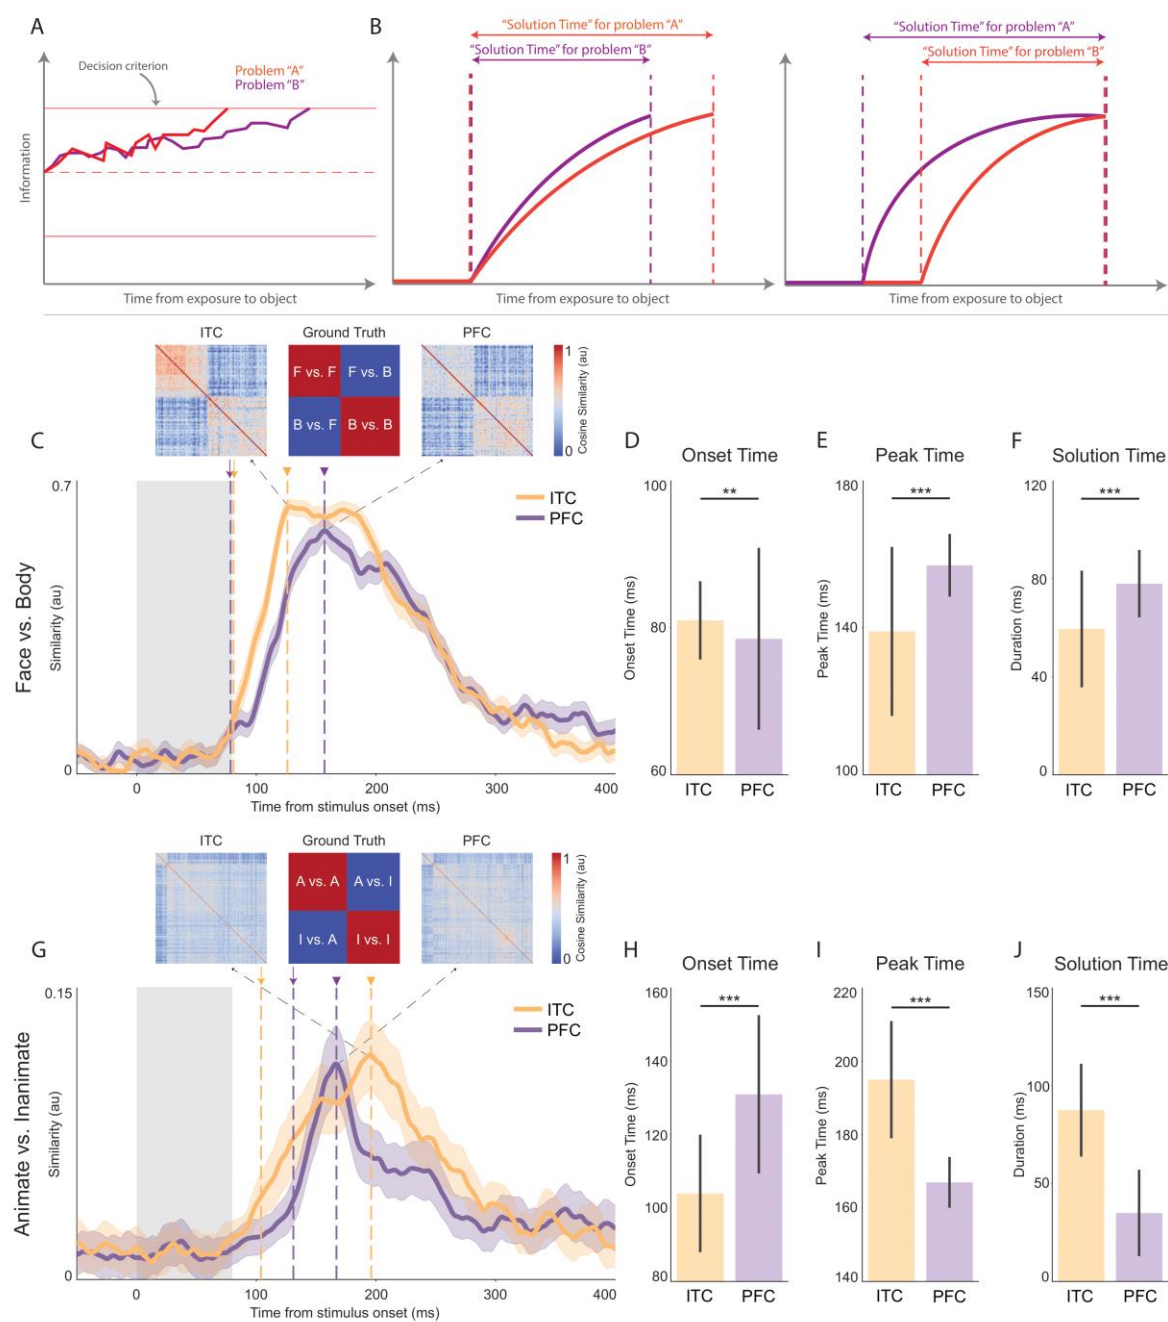 A
B
Decision criterion
Problem "A"
Problem "B"
Information
Time from exposure to object
"Solution Time" for problem "A"
"Solution Time" for problem "B"
Time from exposure to object
"Solution Time" for problem "A"
"Solution Time" for problem "B"
Time from exposure to object
ITC
Ground Truth
PFC
F vs. F
F vs. B
B vs. F
B vs. B
1
0
Cosine Similarity (au)
C
Face vs. Body
Similarity (au)
0.7
0
ITC
PFC
0
100
200
300
400
Time from stimulus onset (ms)
D
Onset Time
**
Onset Time (ms)
100
80
60
ITC
PFC
E
Peak Time
***
Peak Time (ms)
180
140
100
ITC
PFC
F
Solution Time
***
Duration (ms)
120
80
40
0
ITC
PFC
ITC
Ground Truth
PFC
A vs. A
A vs. I
I vs. A
I vs. I
1
0
Cosine Similarity (au)
G
Animate vs. Inanimate
Similarity (au)
0.15
0
ITC
PFC
0
100
200
300
400
Time from stimulus onset (ms)
H
Onset Time
***
Onset Time (ms)
160
140
120
100
80
ITC
PFC
I
Peak Time
***
Peak Time (ms)
220
200
180
160
140
ITC
PFC
J
Solution Time
***
Duration (ms)
150
100
50
0
ITC
PFC